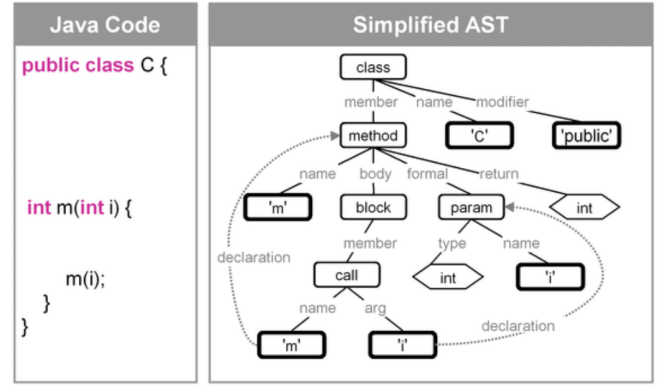 Java Code
public class C {
int m(int i) {
m(i);
}
}
Simplified AST
class
member name modifier
method 'C' 'public'
name body formal return
'm' block param int
declaration member type name
call int 'i'
name arg declaration
'm' 'i'